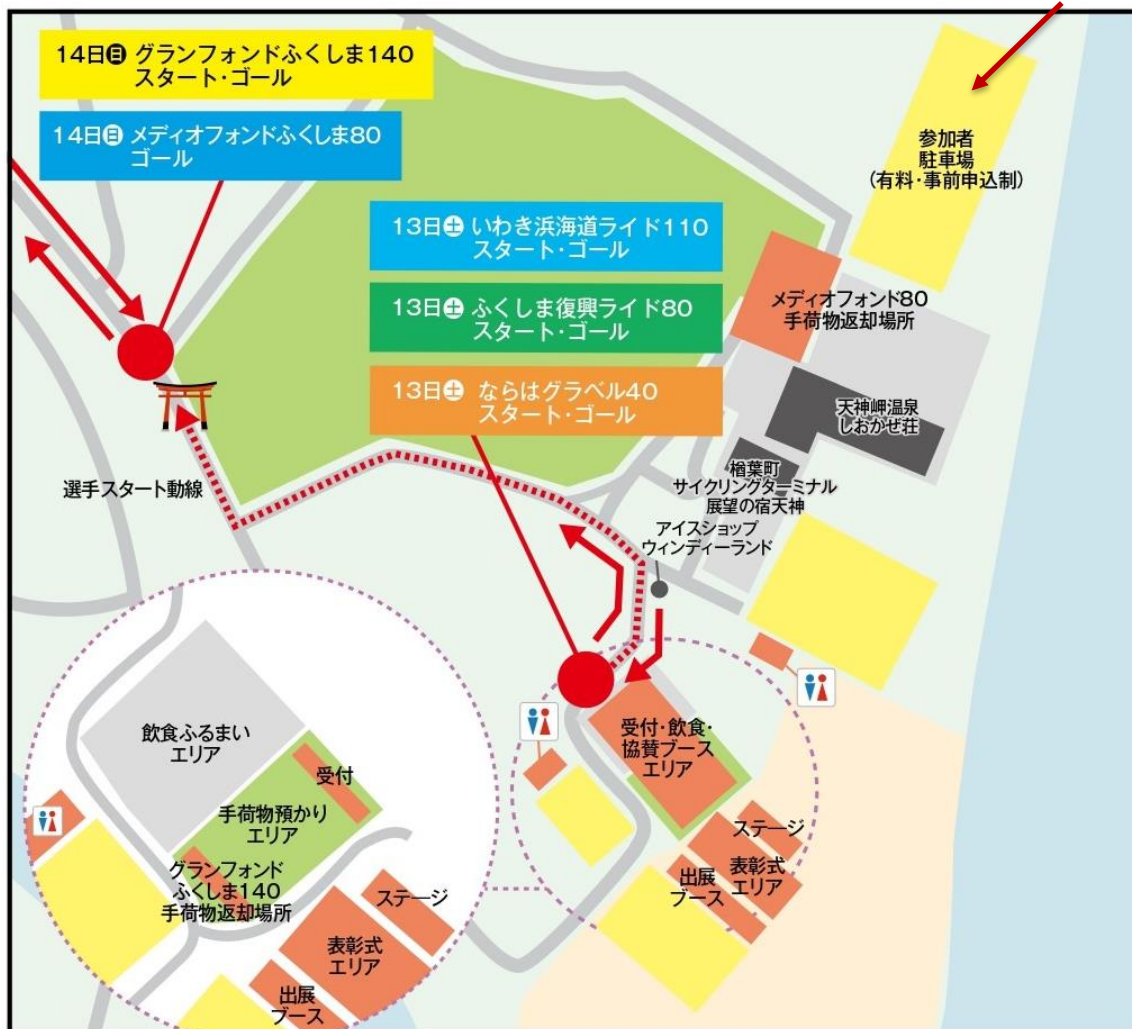 14日㊐ グランフォンドふくしま140
スタート・ゴール
14日㊐ メディオフォンドふくしま80
ゴール
参加者
駐車場
(有料・事前申込制)
13日㊏ いわき浜海道ライド110
スタート・ゴール
13日㊏ ふくしま復興ライド80
スタート・ゴール
13日㊏ ならはグラベル40
スタート・ゴール
メディオフォンド80
手荷物返却場所
天神岬温泉
しおかぜ荘
楢葉町
サイクリングターミナル
展望の宿天神
アイスショップ
ウィンディーランド
選手スタート動線
受付・飲食・
協賛ブース
エリア
ステージ
表彰式
エリア
出展
ブース
飲食ふるまい
エリア
受付
手荷物預かり
エリア
グランフォンド
ふくしま140
手荷物返却場所
ステージ
表彰式
エリア
出展
ブース